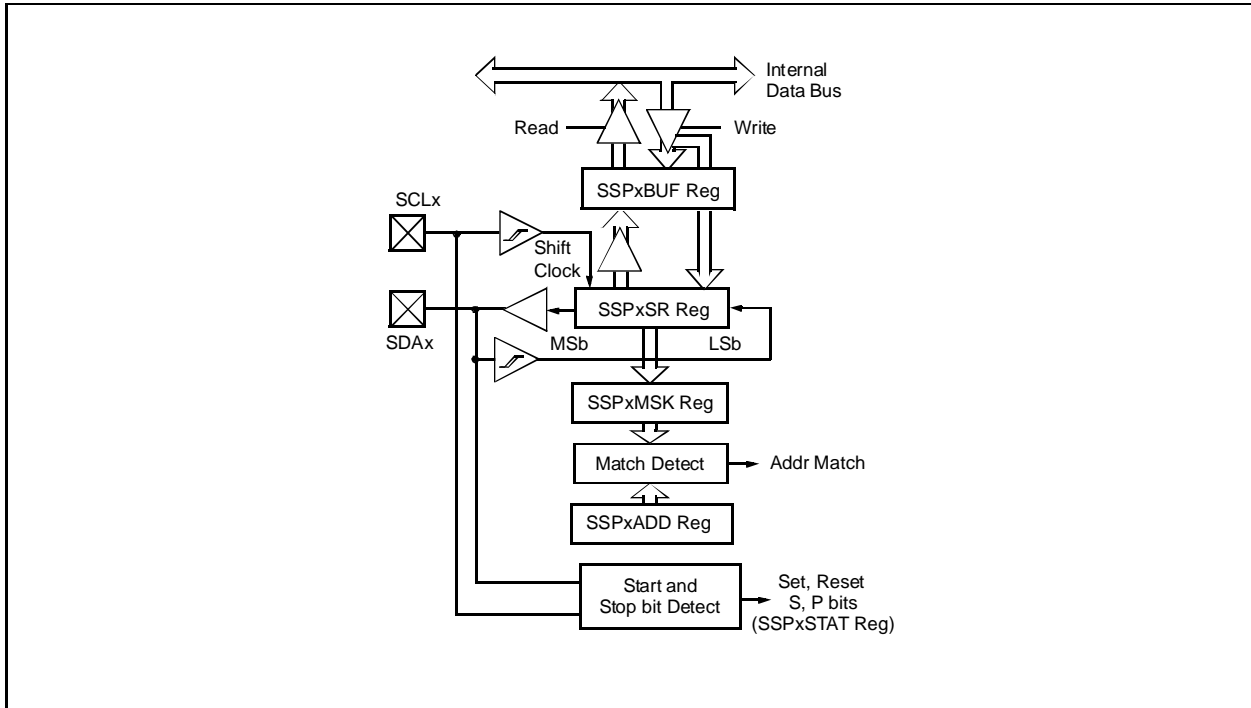 Internal
Data Bus
Read
Write
SSPxBUF Reg
SCLx
Shift
Clock
SSPxSR Reg
SDAx
MSb
LSb
SSPxMSK Reg
Match Detect
Addr Match
SSPxADD Reg
Start and
Stop bit Detect
Set, Reset
S, P bits
(SSPxSTAT Reg)